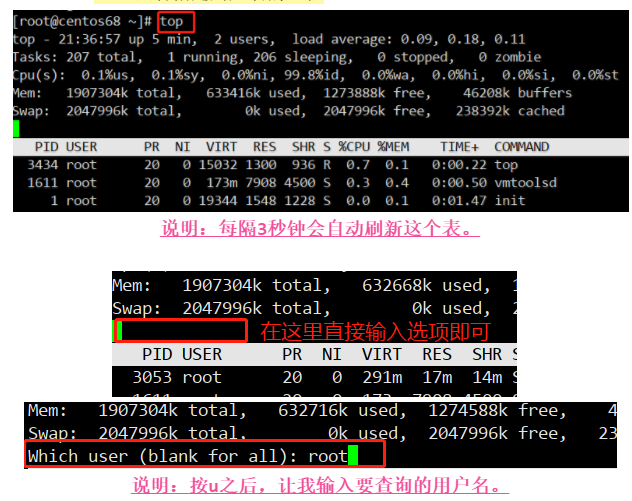 [root@centos68 ~]# top
top - 21:36:57 up 5 min,  2 users,  load average: 0.09, 0.18, 0.11
Tasks: 207 total,   1 running, 206 sleeping,   0 stopped,   0 zombie
Cpu(s):  0.1%us,  0.1%sy,  0.0%ni, 99.8%id,  0.0%wa,  0.0%hi,  0.0%si,  0.0%st
Mem:   1907304k total,   633416k used,  1273888k free,    46208k buffers
Swap:  2047996k total,        0k used,  2047996k free,   238392k cached
PID USER      PR  NI  VIRT  RES  SHR S %CPU %MEM    TIME+  COMMAND
3434 root      20   0 15032 1300  936 R  0.7  0.1   0:00.22 top
1611 root      20   0  173m 7908 4500 S  0.3  0.4   0:00.50 vmtoolsd
1 root      20   0 19344 1548 1228 S  0.0  0.1   0:01.47 init
说明：每隔3秒钟会自动刷新这个表。
Mem:   1907304k total,   632668k used,
Swap:  2047996k total,        0k used,
在这里直接输入选项即可
PID USER      PR  NI  VIRT  RES  SHR
3053 root      20   0  291m  17m  14m
Mem:   1907304k total,   632716k used,  1274588k free,
Swap:  2047996k total,        0k used,  2047996k free,
Which user (blank for all): root
说明：按u之后，让我输入要查询的用户名。